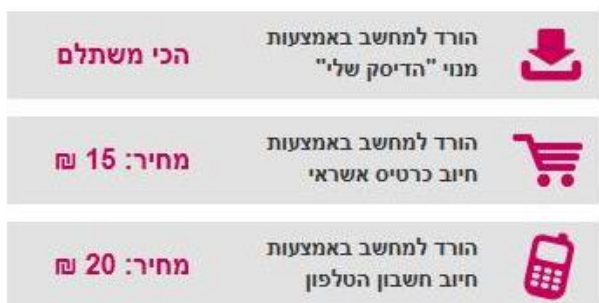 הורד למחשב באמצעות
מנוי "הדיסק שלי"
הכי משתלם
הורד למחשב באמצעות
חיוב כרטיס אשראי
מחיר: 15 ₪
הורד למחשב באמצעות
חיוב חשבון הטלפון
מחיר: 20 ₪